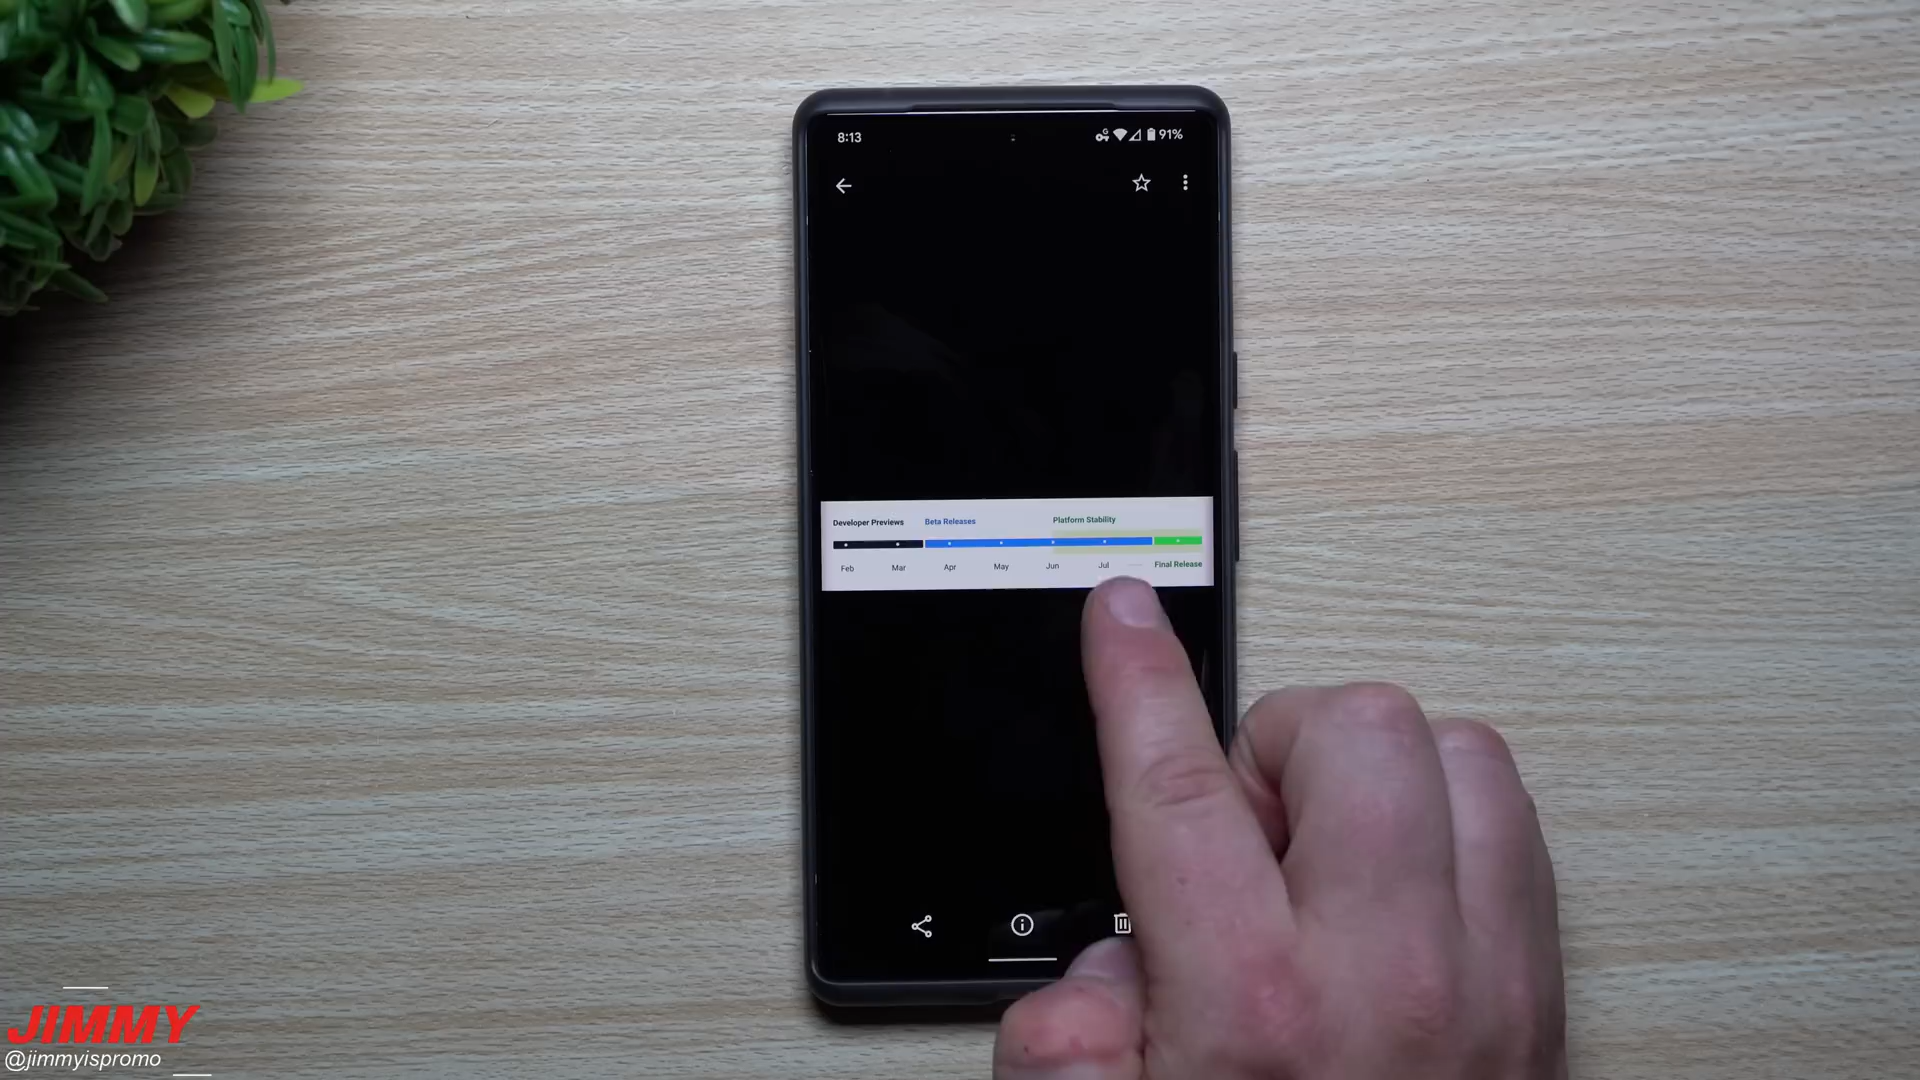 8:13
91%
Developer Previews Beta Releases Platform Stability
Feb Mar Apr May Jun Jul Final Release
JIMMY
@jimmyispromo